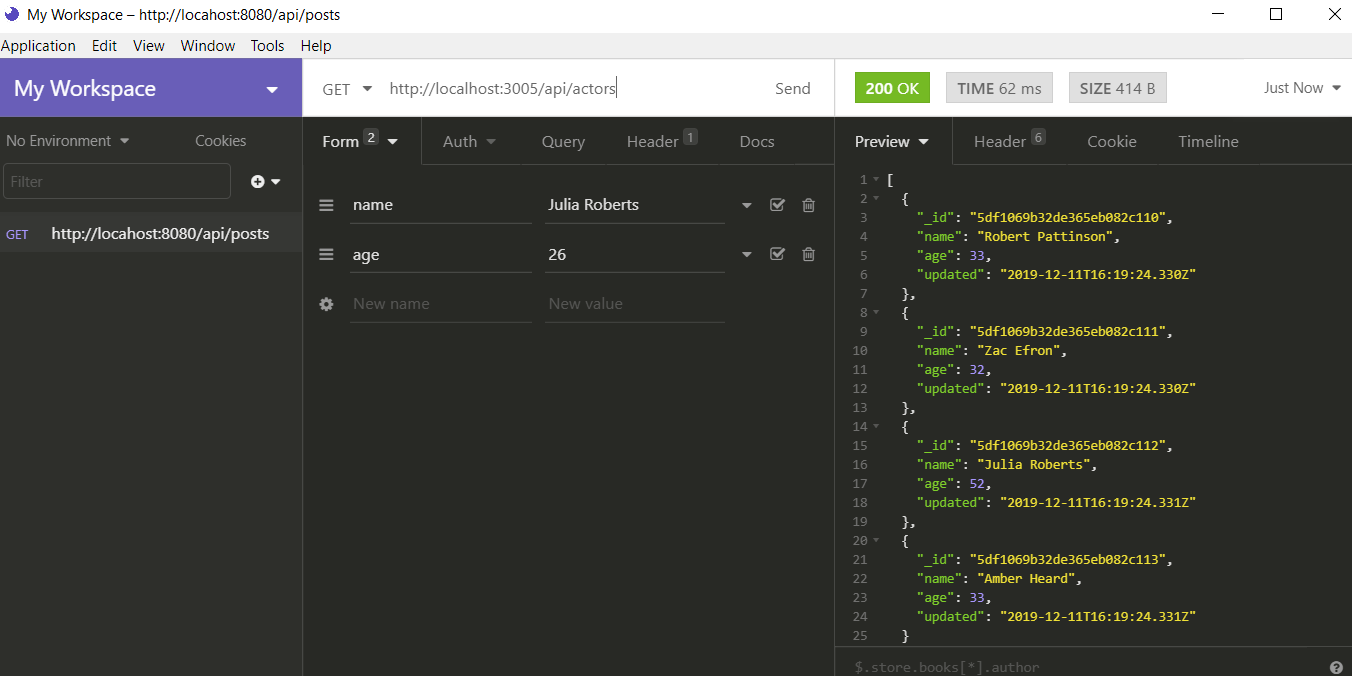 My Workspace – http://locahost:8080/api/posts
Application Edit View Window Tools Help
My Workspace
No Environment Cookies
Filter
GET http://locahost:8080/api/posts
GET http://localhost:3005/api/actors Send
Form 2 Auth Query Header 1 Docs
name Julia Roberts
age 26
New name New value
200 OK TIME 62 ms SIZE 414 B Just Now
Preview Header 6 Cookie Timeline
1 [
2 {
3 "_id": "5df1069b32de365eb082c110",
4 "name": "Robert Pattinson",
5 "age": 33,
6 "updated": "2019-12-11T16:19:24.330Z"
7 },
8 {
9 "_id": "5df1069b32de365eb082c111",
10 "name": "Zac Efron",
11 "age": 32,
12 "updated": "2019-12-11T16:19:24.330Z"
13 },
14 {
15 "_id": "5df1069b32de365eb082c112",
16 "name": "Julia Roberts",
17 "age": 52,
18 "updated": "2019-12-11T16:19:24.331Z"
19 },
20 {
21 "_id": "5df1069b32de365eb082c113",
22 "name": "Amber Heard",
23 "age": 33,
24 "updated": "2019-12-11T16:19:24.331Z"
25 }
$.store.books[*].author